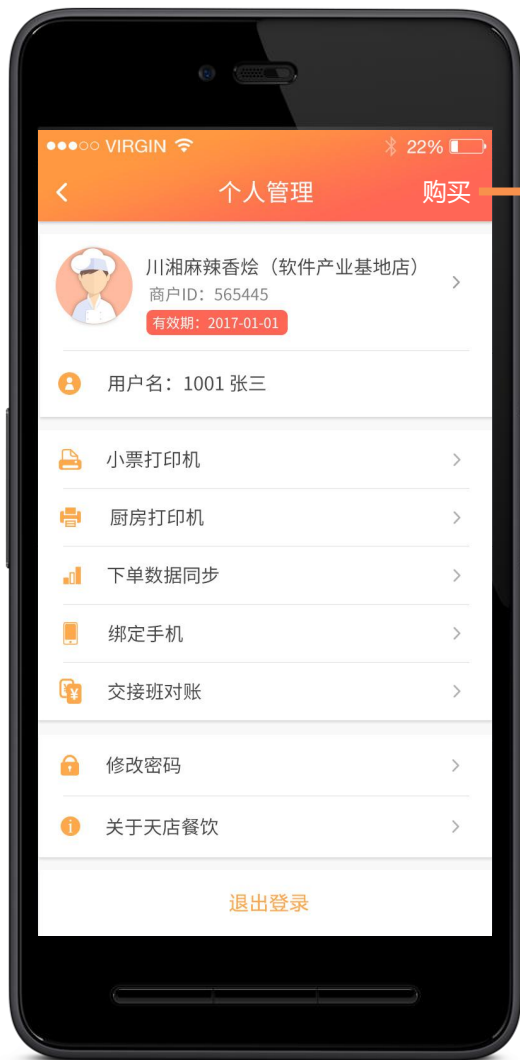 VIRGIN 22%
个人管理 购买
川湘麻辣香烩（软件产业基地店）
商户ID：565445
有效期：2017-01-01
用户名：1001 张三
小票打印机
厨房打印机
下单数据同步
绑定手机
交接班对账
修改密码
关于天店餐饮
退出登录